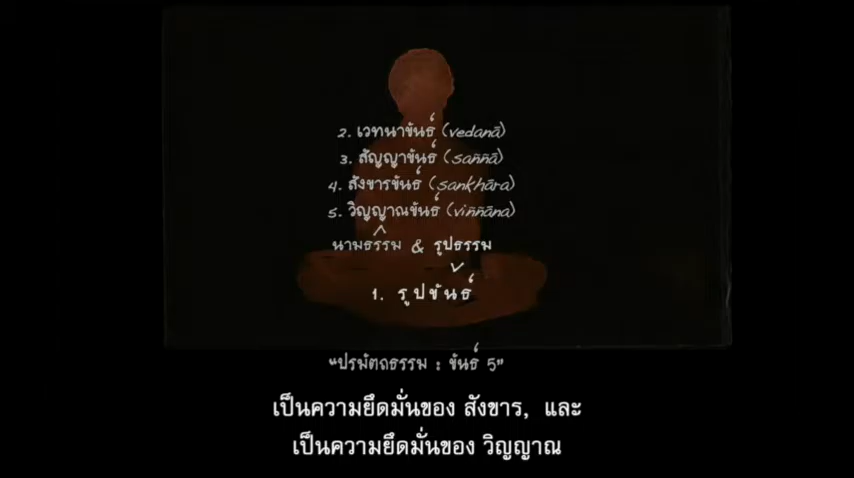 2. เวทนาขันธ์ (vedanā)
3. สัญญาขันธ์ (saññā)
4. สังขารขันธ์ (sankhāra)
5. วิญญาณขันธ์ (viññāna)
นามธรรม & รูปธรรม
1. รูปขันธ์
“ปรมัตถธรรม : ขันธ์ 5”
เป็นความยึดมั่นของ สังขาร, และ
เป็นความยึดมั่นของ วิญญาณ